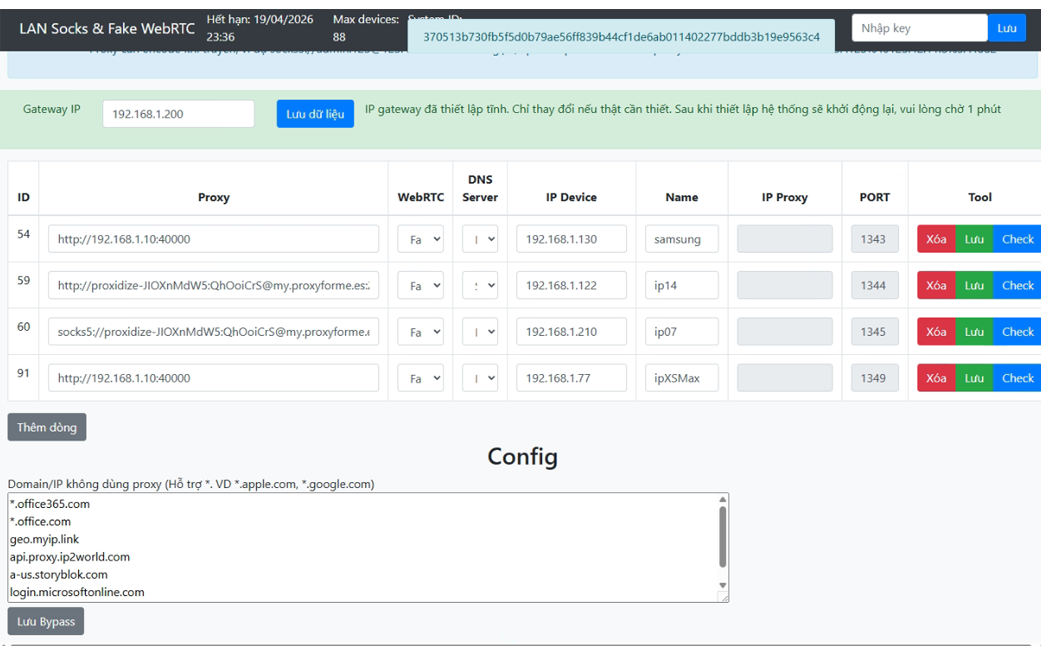 LAN Socks & Fake WebRTC
Hết hạn: 19/04/2026
23:36
Max devices:
88
370513b730fb5f5d0b79ae56ff839b44cf1de6ab011402277bddb3b19e9563c4
Nhập key
Lưu
Gateway IP
192.168.1.200
Lưu dữ liệu
IP gateway đã thiết lập tĩnh. Chỉ thay đổi nếu thật cần thiết. Sau khi thiết lập hệ thống sẽ khởi động lại, vui lòng chờ 1 phút
ID Proxy WebRTC DNS Server IP Device Name IP Proxy PORT Tool
54 http://192.168.1.10:40000 Fa 192.168.1.130 samsung 1343 Xóa Lưu Check
59 http://proxidize-JIOXnMdW5:QhOoiCrS@my.proxyforme.es: Fa 192.168.1.122 ip14 1344 Xóa Lưu Check
60 socks5://proxidize-JIOXnMdW5:QhOoiCrS@my.proxyforme. Fa 192.168.1.210 ip07 1345 Xóa Lưu Check
91 http://192.168.1.10:40000 Fa 192.168.1.77 ipXSMax 1349 Xóa Lưu Check
Thêm dòng
Config
Domain/IP không dùng proxy (Hỗ trợ *. VD *.apple.com, *.google.com)
*.office365.com
*.office.com
geo.myip.link
api.proxy.ip2world.com
a-us.storyblok.com
login.microsoftonline.com
Lưu Bypass